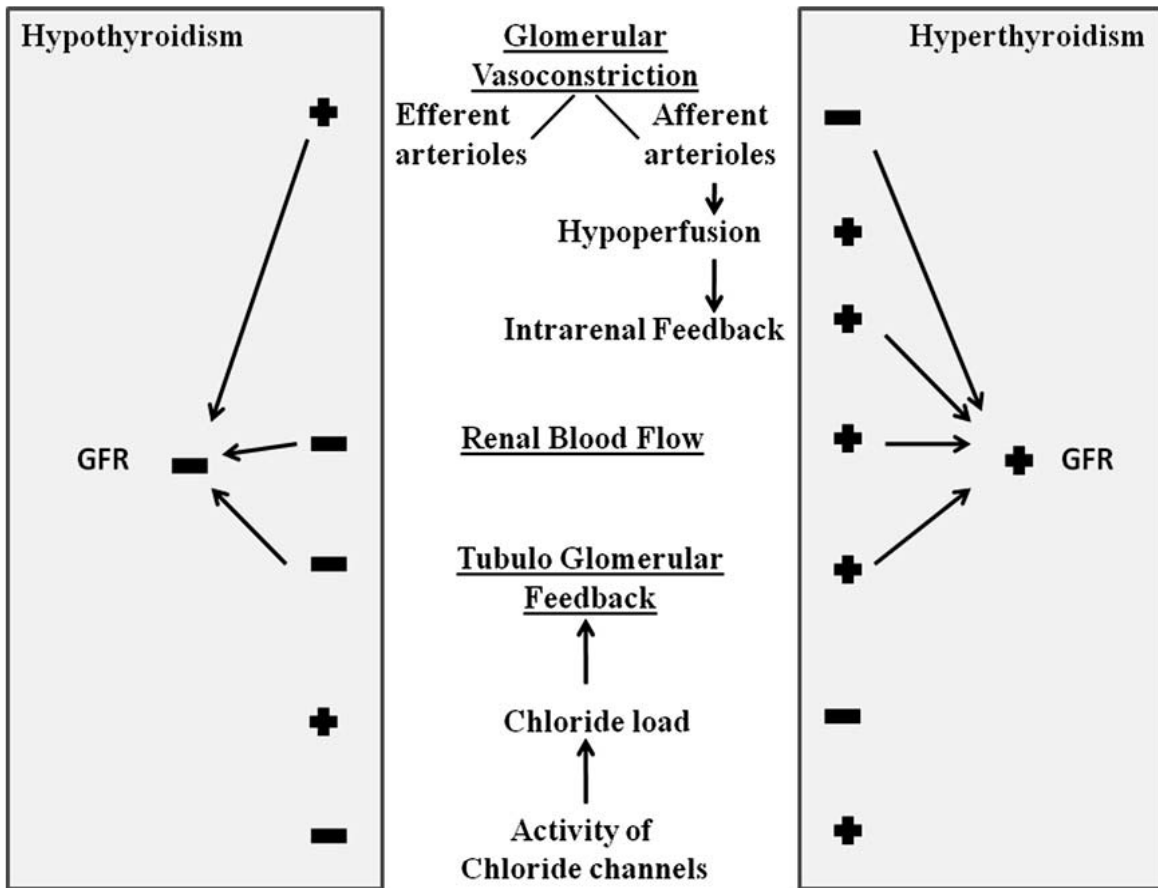 Hypothyroidism
Glomerular
Vasoconstriction
Efferent
arterioles
Afferent
arterioles
Hypoperfusion
Intrarenal Feedback
Renal Blood Flow
Tubulo Glomerular
Feedback
Chloride load
Activity of
Chloride channels
GFR
Hyperthyroidism
GFR